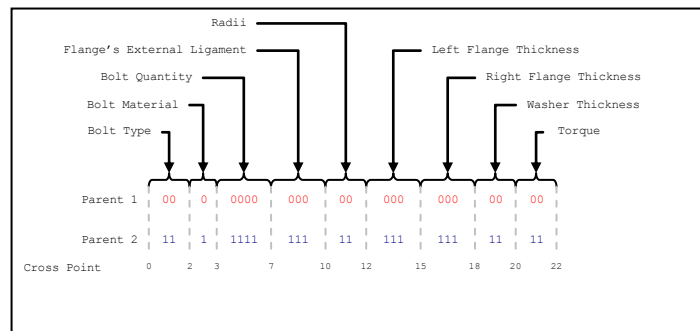 Radii
Flange's External Ligament
Left Flange Thickness
Bolt Quantity
Right Flange Thickness
Bolt Material
Washer Thickness
Bolt Type
Torque
Parent 1 00 0 0000 000 00 000 000 00 00
Parent 2 11 1 1111 111 11 111 111 11 11
Cross Point 0 2 3 7 10 12 15 18 20 22